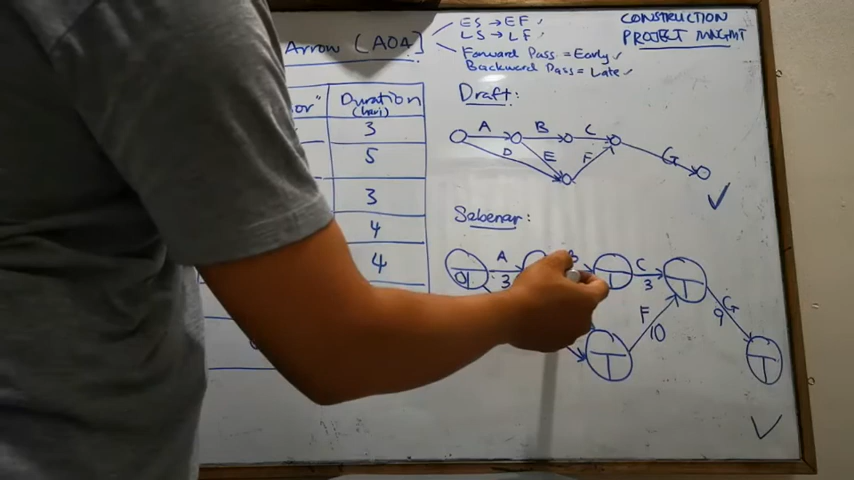 Arrow (AOA]
ES → EF ✓
LS → LF ✓
Forward Pass = Early ✓
Backward Pass = Late ✓
CONSTRUCTION
PROJECT MNGMT
or"
Duration
(hari)
3
5
3
4
4
Draft:
A
B
C
D
E
F
G
Sebenar:
A
3
C
3
F
10
G
9